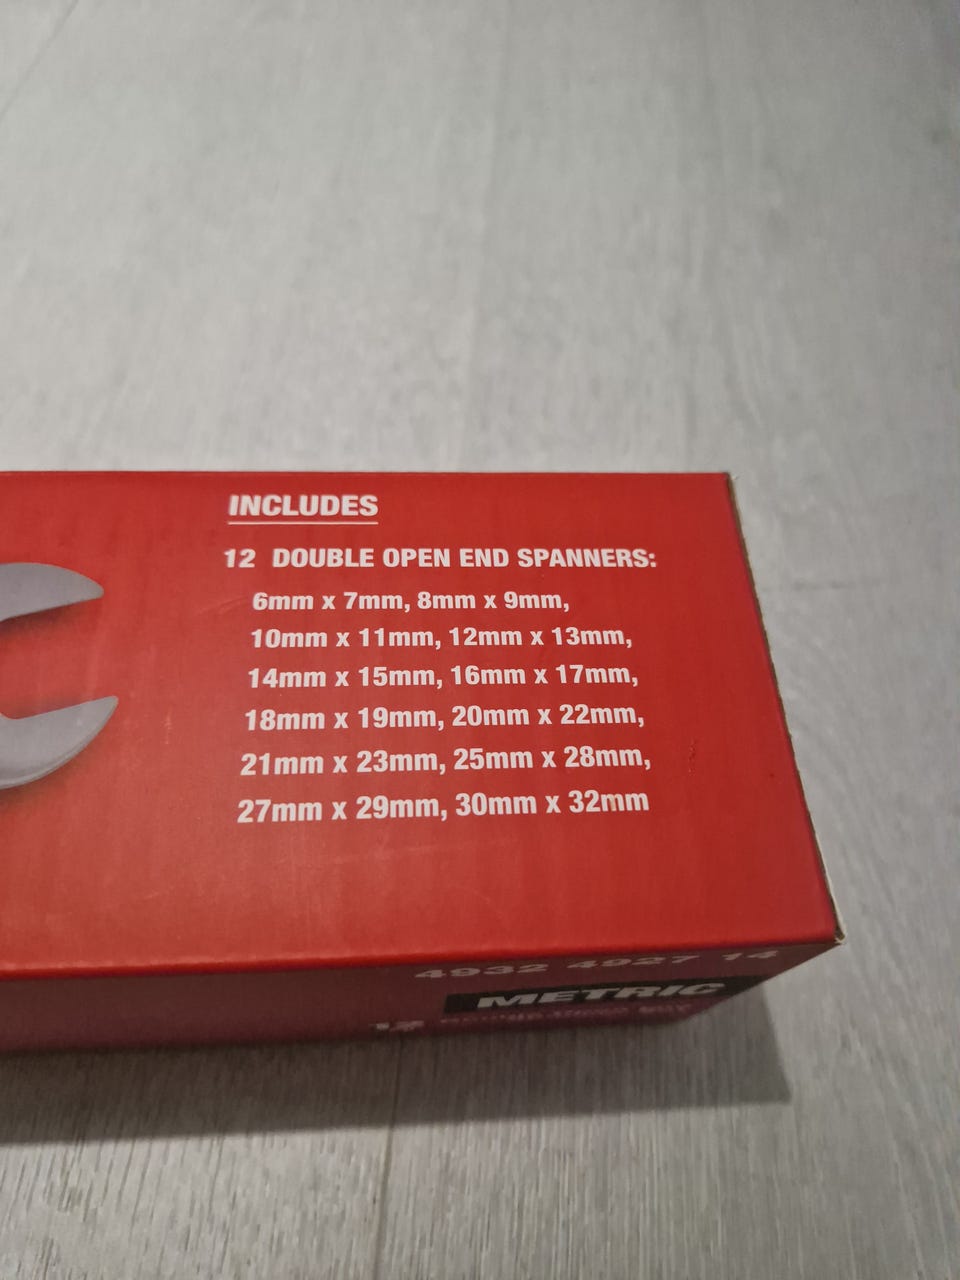 INCLUDES
12 DOUBLE OPEN END SPANNERS:
6mm x 7mm, 8mm x 9mm,
10mm x 11mm, 12mm x 13mm,
14mm x 15mm, 16mm x 17mm,
18mm x 19mm, 20mm x 22mm,
21mm x 23mm, 25mm x 28mm,
27mm x 29mm, 30mm x 32mm
4932 4927 14
METRIC
12